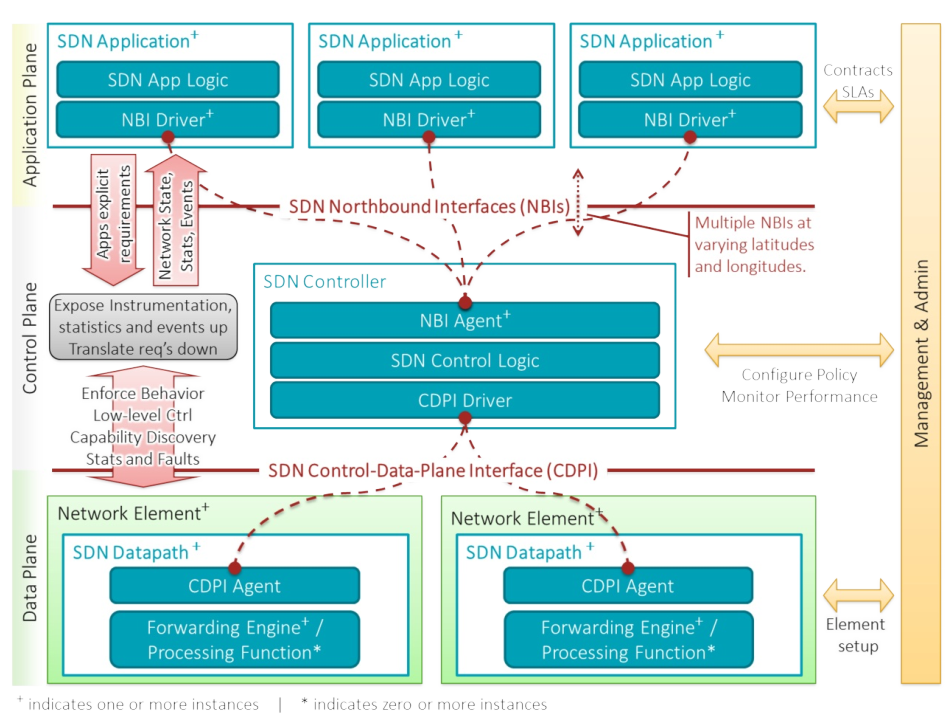 Application Plane
SDN Application+
SDN App Logic
NBI Driver+
SDN Application+
SDN App Logic
NBI Driver+
SDN Application+
SDN App Logic
NBI Driver+
Contracts
SLAs
Apps explicit
requirements
Network State,
Stats, Events
SDN Northbound Interfaces (NBIs)
Multiple NBIs at
varying latitudes
and longitudes.
Control Plane
Expose Instrumentation,
statistics and events up
Translate req's down
SDN Controller
NBI Agent+
SDN Control Logic
CDPI Driver
Configure Policy
Monitor Performance
Management & Admin
Enforce Behavior
Low-level Ctrl
Capability Discovery
Stats and Faults
SDN Control-Data-Plane Interface (CDPI)
Data Plane
Network Element+
SDN Datapath+
CDPI Agent
Forwarding Engine+ /
Processing Function*
Network Element+
SDN Datapath+
CDPI Agent
Forwarding Engine+ /
Processing Function*
Element
setup
+ indicates one or more instances | * indicates zero or more instances